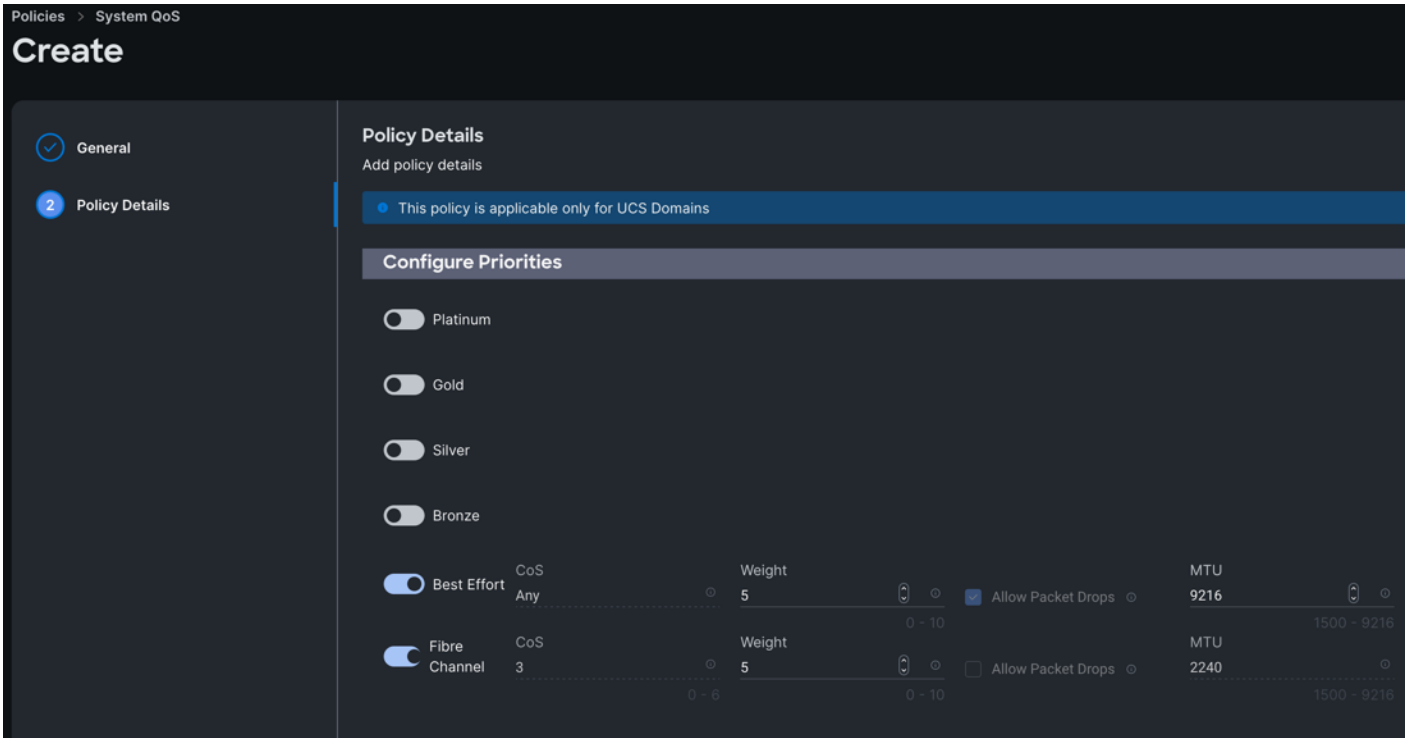 Policies > System QoS
Create
General
2 Policy Details
Policy Details
Add policy details
This policy is applicable only for UCS Domains
Configure Priorities
Platinum
Gold
Silver
Bronze
Best Effort
CoS
Any
Weight
5
0 - 10
Allow Packet Drops
MTU
9216
1500 - 9216
Fibre
Channel
CoS
3
0 - 6
Weight
5
0 - 10
Allow Packet Drops
MTU
2240
1500 - 9216